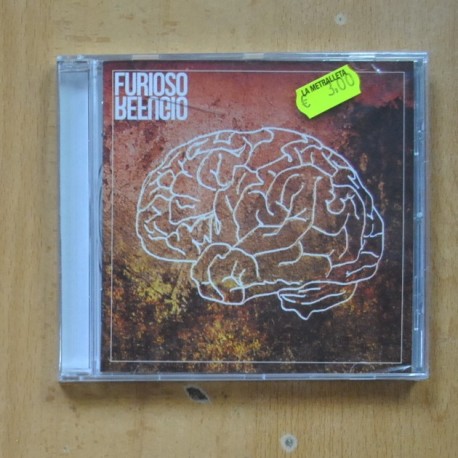 FURIOSO
LA METRALLETA
€ 3,00